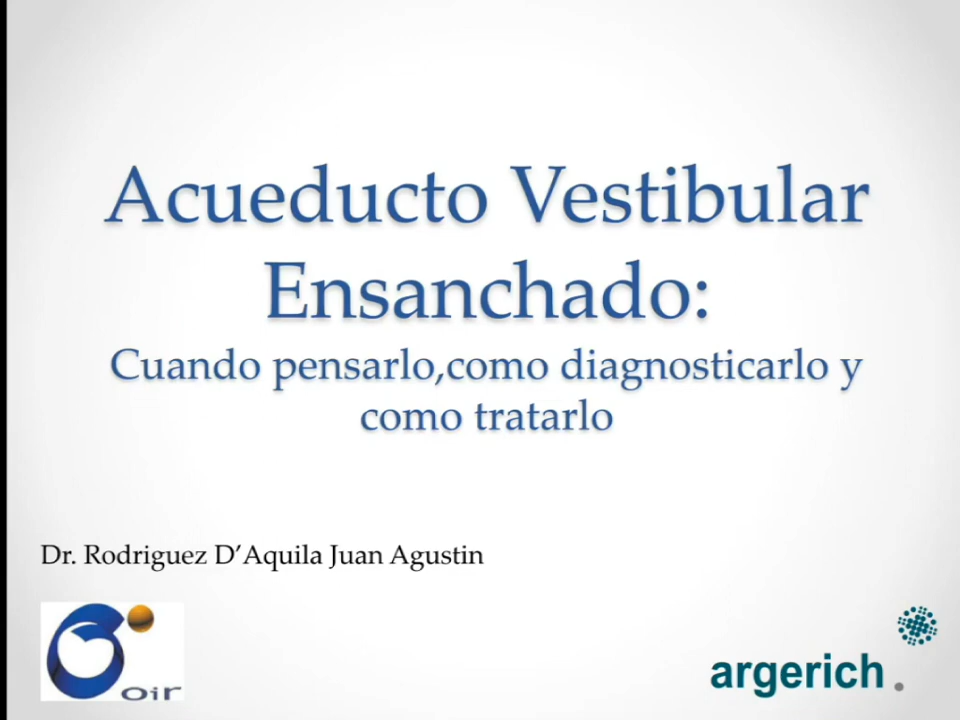 Acueducto Vestibular
Ensanchado:
Cuando pensarlo,como diagnosticarlo y
como tratarlo
Dr. Rodriguez D’Aquila Juan Agustin
oir
argerich